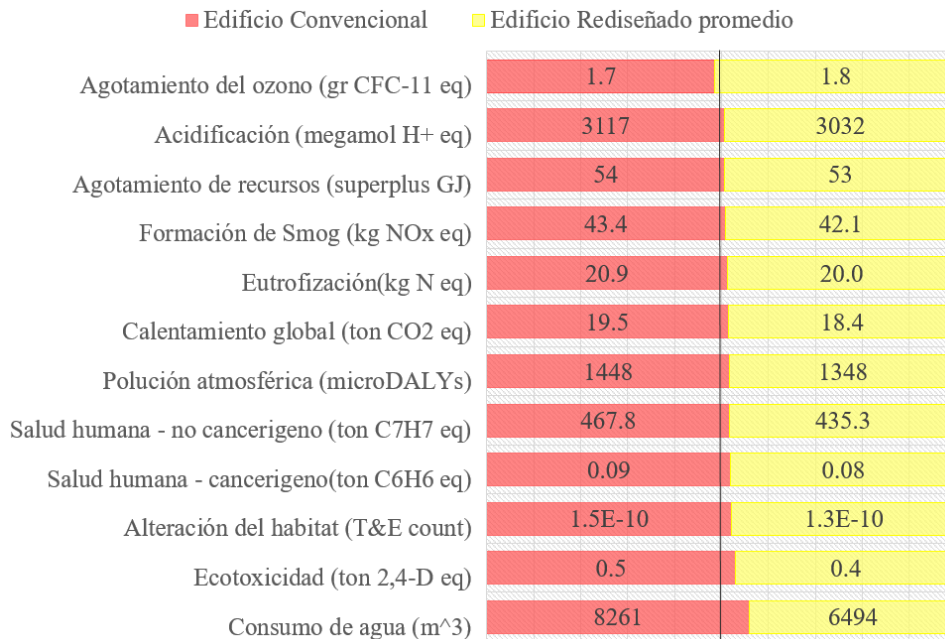 Edificio Convencional Edificio Rediseñado promedio
Agotamiento del ozono (gr CFC-11 eq) 1.7 1.8
Acidificación (megamol H+ eq) 3117 3032
Agotamiento de recursos (superplus GJ) 54 53
Formación de Smog (kg NOx eq) 43.4 42.1
Eutrofización(kg N eq) 20.9 20.0
Calentamiento global (ton CO2 eq) 19.5 18.4
Polución atmosférica (microDALYs) 1448 1348
Salud humana - no cancerigeno (ton C7H7 eq) 467.8 435.3
Salud humana - cancerigeno(ton C6H6 eq) 0.09 0.08
Alteración del habitat (T&E count) 1.5E-10 1.3E-10
Ecotoxicidad (ton 2,4-D eq) 0.5 0.4
Consumo de agua (m^3) 8261 6494